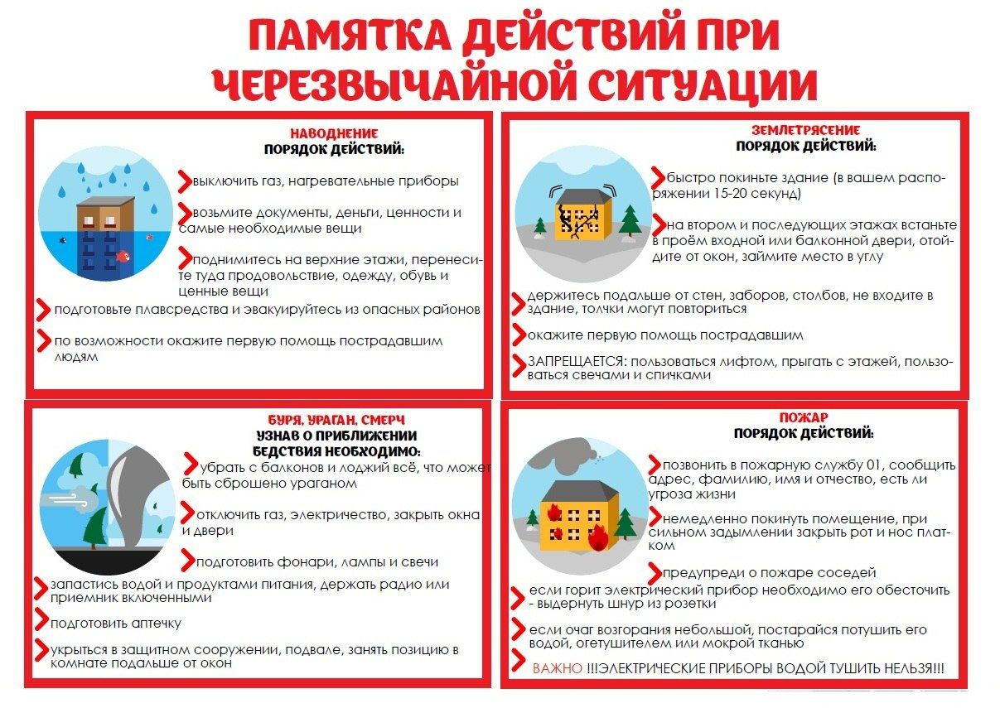 ПАМЯТКА ДЕЙСТВИЙ ПРИ
ЧЕРЕЗВЫЧАЙНОЙ СИТУАЦИИ
НАВОДНЕНИЕ
ПОРЯДОК ДЕЙСТВИЙ:
выключить газ, нагревательные приборы
возьмите документы, деньги, ценности и
самые необходимые вещи
поднимитесь на верхние этажи, перенеси-
те туда продовольствие, одежду, обувь и
ценные вещи
подготовьте плавсредства и эвакуируйтесь из опасных районов
по возможности окажите первую помощь пострадавшим
людям
ЗЕМЛЕТРЯСЕНИЕ
ПОРЯДОК ДЕЙСТВИЙ:
быстро покиньте здание (в вашем распо-
ряжении 15-20 секунд)
на втором и последующих этажах встаньте
в проём входной или балконной двери, отой-
дите от окон, займите место в углу
держитесь подальше от стен, заборов, столбов, не входите в
здание, толчки могут повториться
окажите первую помощь пострадавшим
ЗАПРЕЩАЕТСЯ: пользоваться лифтом, прыгать с этажей, пользо-
ваться свечами и спичками
БУРЯ, УРАГАН, СМЕРЧ
УЗНАВ О ПРИБЛИЖЕНИИ
БЕДСТВИЯ НЕОБХОДИМО:
убрать с балконов и лоджий всё, что может
быть сброшено ураганом
отключить газ, электричество, закрыть окна
и двери
подготовить фонари, лампы и свечи
запастись водой и продуктами питания, держать радио или
приемник включенными
подготовить аптечку
укрыться в защитном сооружении, подвале, занять позицию в
комнате подальше от окон
ПОЖАР
ПОРЯДОК ДЕЙСТВИЙ:
позвонить в пожарную службу 01, сообщить
адрес, фамилию, имя и отчество, есть ли
угроза жизни
немедленно покинуть помещение, при
сильном задымлении закрыть рот и нос плат-
ком
предупреди о пожаре соседей
если горит электрический прибор необходимо его обесточить
- выдернуть шнур из розетки
если очаг возгорания небольшой, постарайся потушить его
водой, огетушителем или мокрой тканью
ВАЖНО !!!ЭЛЕКТРИЧЕСКИЕ ПРИБОРЫ ВОДОЙ ТУШИТЬ НЕЛЬЗЯ!!!